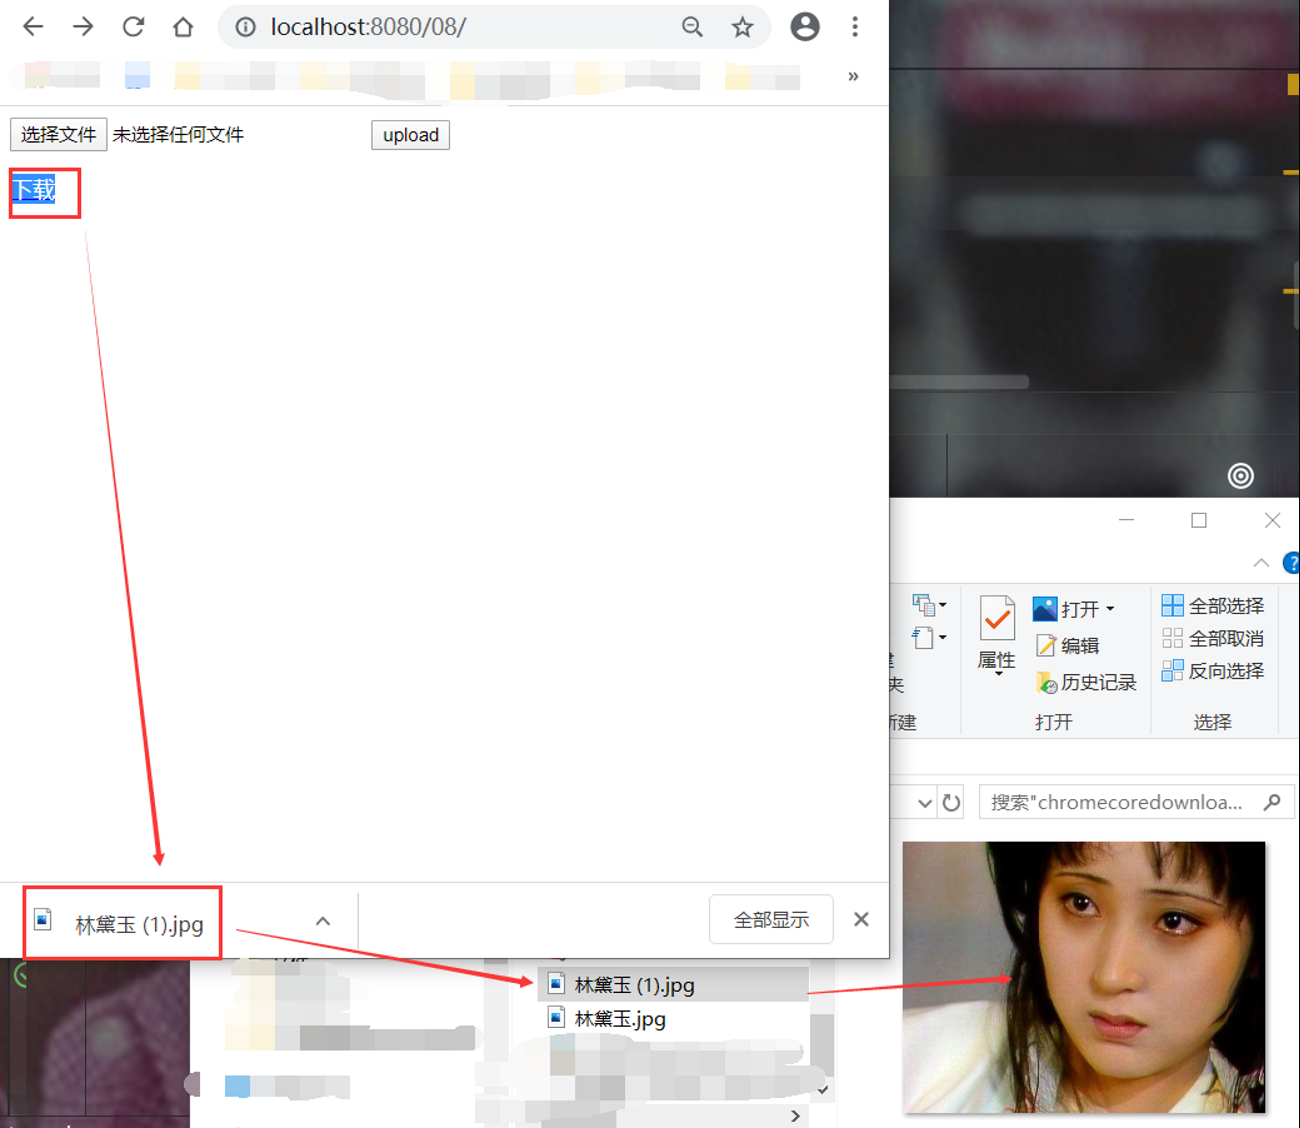 localhost:8080/08/
»
选择文件 未选择任何文件 upload
下载
打开
全部选择
编辑
全部取消
属性
历史记录
反向选择
夹
新建
打开
选择
搜索"chromecoredownloa...
林黛玉 (1).jpg
全部显示
林黛玉 (1).jpg
林黛玉.jpg